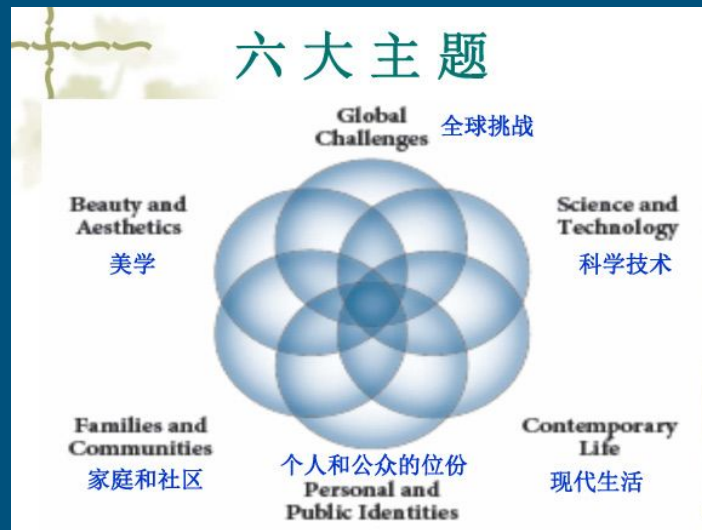 六大主题
Global
Challenges
全球挑战
Beauty and
Aesthetics
美学
Science and
Technology
科学技术
Families and
Communities
家庭和社区
个人和公众的位份
Personal and
Public Identities
Contemporary
Life
现代生活